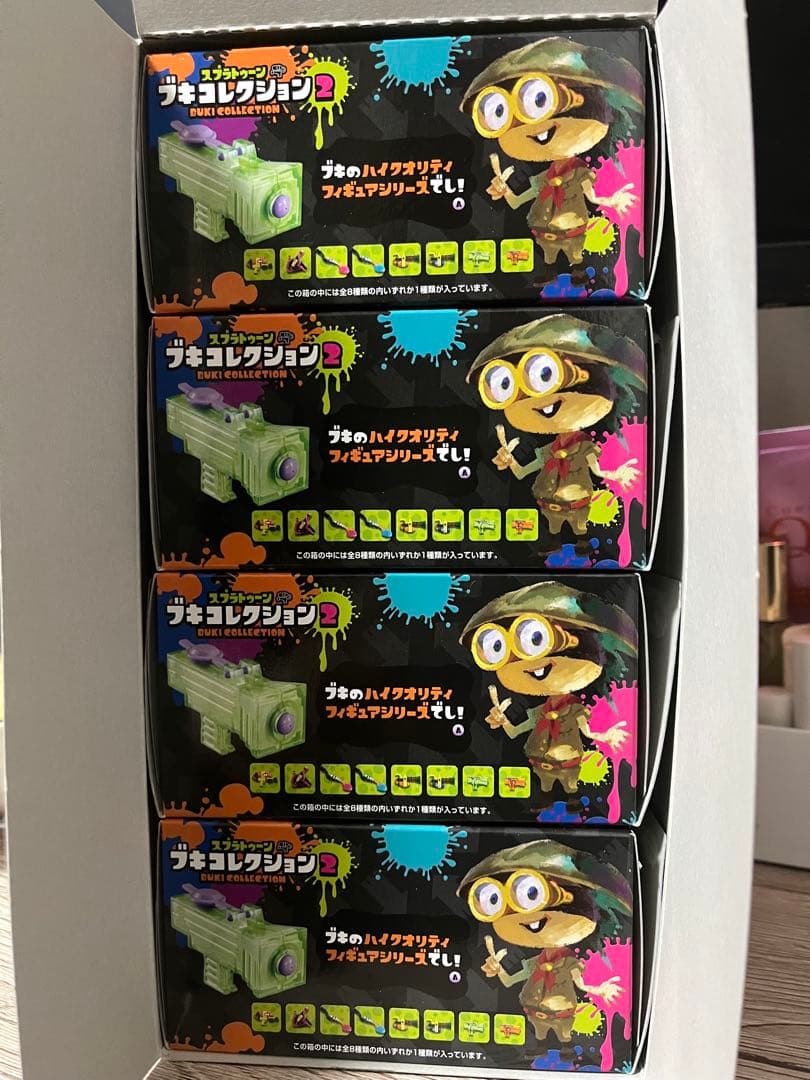 スプラトゥーン
ブキコレクション2
BUKI COLLECTION
ブキのハイクオリティ
フィギュアシリーズでし!
A
この箱の中には全8種類の内いずれか1種類が入っています。
スプラトゥーン
ブキコレクション2
BUKI COLLECTION
ブキのハイクオリティ
フィギュアシリーズでし!
A
この箱の中には全8種類の内いずれか1種類が入っています。
スプラトゥーン
ブキコレクション2
BUKI COLLECTION
ブキのハイクオリティ
フィギュアシリーズでし!
A
この箱の中には全8種類の内いずれか1種類が入っています。
スプラトゥーン
ブキコレクション2
BUKI COLLECTION
ブキのハイクオリティ
フィギュアシリーズでし!
A
この箱の中には全8種類の内いずれか1種類が入っています。